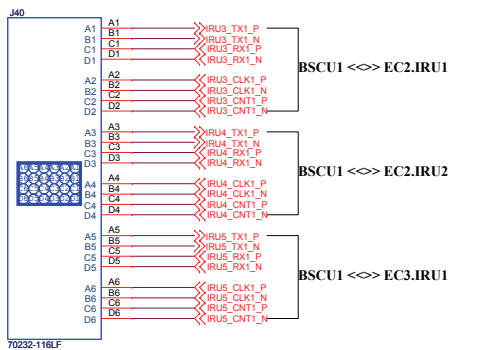 J40
A1 A1 IRU3_TX1_P
B1 B1 IRU3_TX1_N
C1 C1 IRU3_RX1_P
D1 D1 IRU3_RX1_N
BSCU1 <<>> EC2.IRU1
A2 A2 IRU3_CLK1_P
B2 B2 IRU3_CLK1_N
C2 C2 IRU3_CNT1_P
D2 D2 IRU3_CNT1_N
A3 A3 IRU4_TX1_P
B3 B3 IRU4_TX1_N
C3 C3 IRU4_RX1_P
D3 D3 IRU4_RX1_N
BSCU1 <<>> EC2.IRU2
A4 A4 IRU4_CLK1_P
B4 B4 IRU4_CLK1_N
C4 C4 IRU4_CNT1_P
D4 D4 IRU4_CNT1_N
A5 A5 IRU5_TX1_P
B5 B5 IRU5_TX1_N
C5 C5 IRU5_RX1_P
D5 D5 IRU5_RX1_N
BSCU1 <<>> EC3.IRU1
A6 A6 IRU5_CLK1_P
B6 B6 IRU5_CLK1_N
C6 C6 IRU5_CNT1_P
D6 D6 IRU5_CNT1_N
70232-116LF